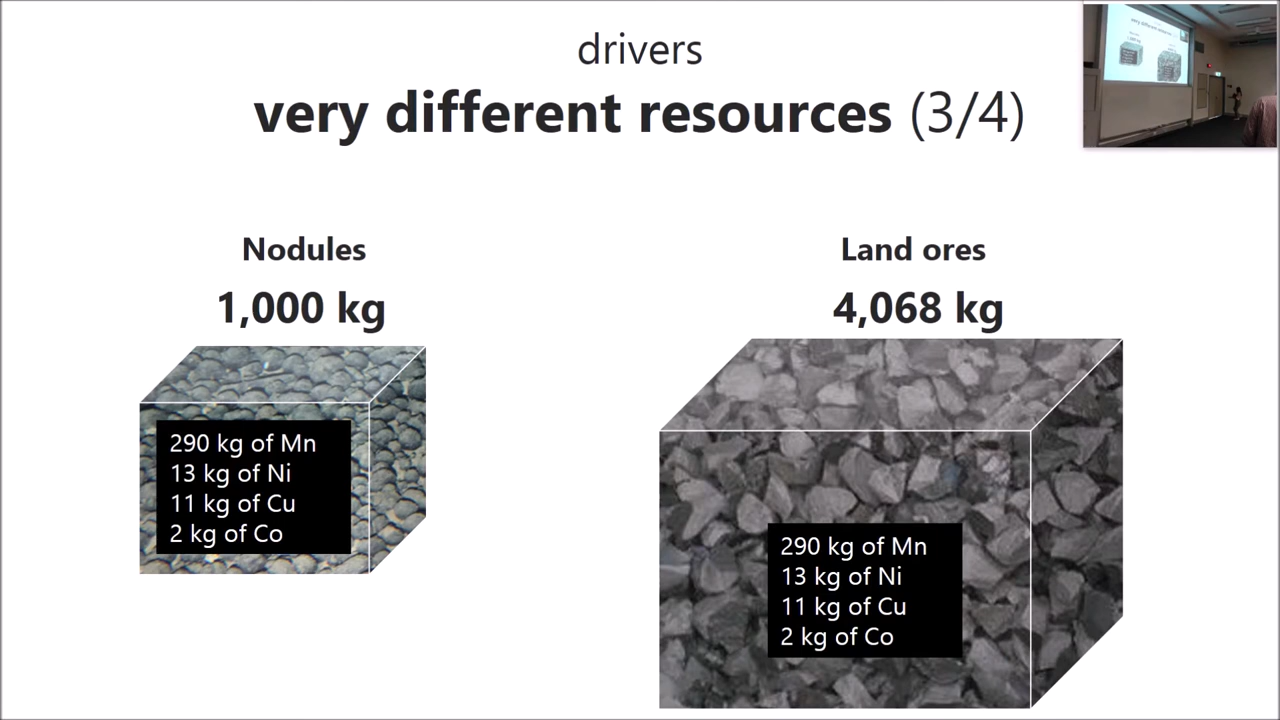 drivers
very different resources (3/4)
Nodules
1,000 kg
290 kg of Mn
13 kg of Ni
11 kg of Cu
2 kg of Co
Land ores
4,068 kg
290 kg of Mn
13 kg of Ni
11 kg of Cu
2 kg of Co